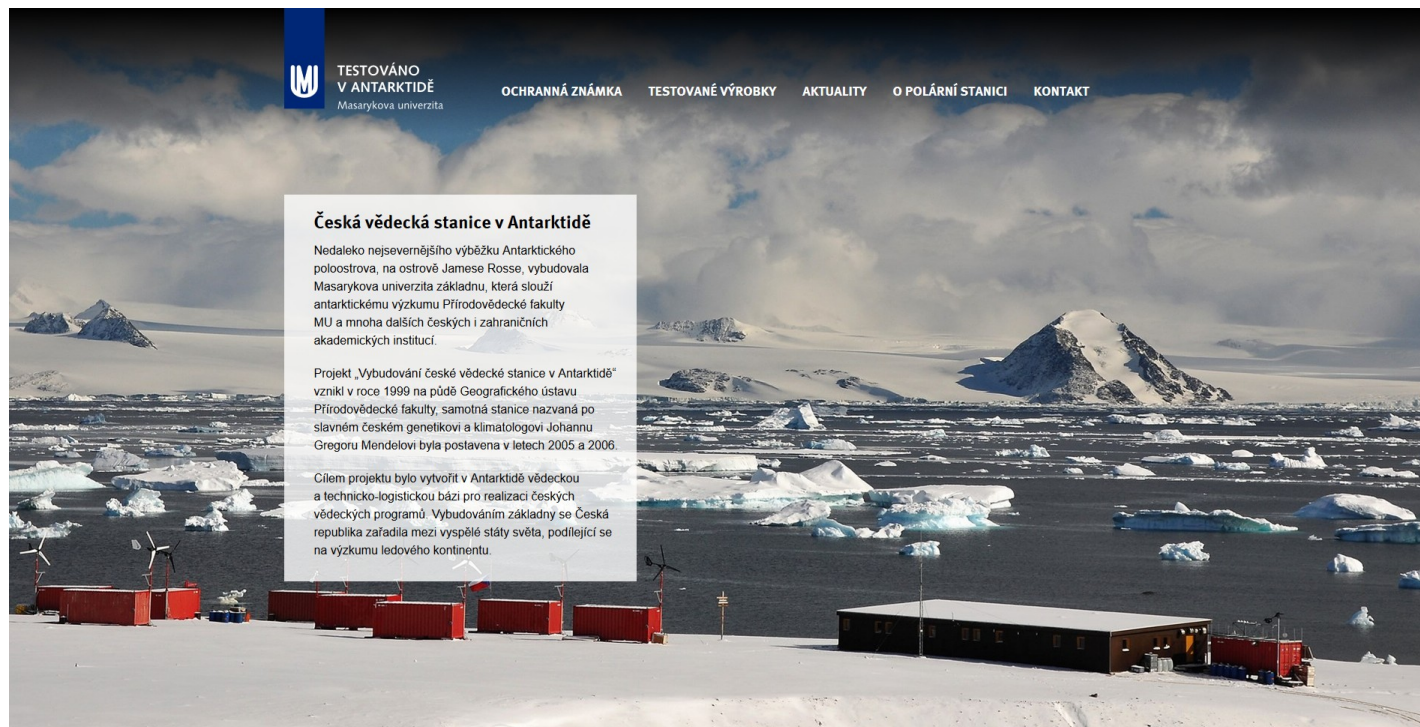 TESTOVÁNO
V ANTARKTIDĚ
Masarykova univerzita
OCHRANNÁ ZNÁMKA TESTOVANÉ VÝROBKY AKTUALITY O POLÁRNÍ STANICI KONTAKT
Česká vědecká stanice v Antarktidě
Nedaleko nejsevernějšího výběžku Antarktického
poloostrova, na ostrově Jamese Rosse, vybudovala
Masarykova univerzita základnu, která slouží
antarktickému výzkumu Přírodovědecké fakulty
MU a mnoha dalších českých i zahraničních
akademických institucí.
Projekt „Vybudování české vědecké stanice v Antarktidě“
vznikl v roce 1999 na půdě Geografického ústavu
Přírodovědecké fakulty, samotná stanice nazvaná po
slavném českém genetikovi a klimatologovi Johannu
Gregoru Mendelovi byla postavena v letech 2005 a 2006.
Cílem projektu bylo vytvořit v Antarktidě vědeckou
a technicko-logistickou bázi pro realizaci českých
vědeckých programů. Vybudováním základny se Česká
republika zařadila mezi vyspělé státy světa, podílející se
na výzkumu ledového kontinentu.